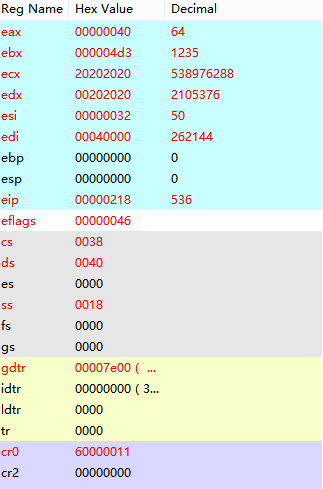 Reg Name Hex Value Decimal
eax 00000040 64
ebx 000004d3 1235
ecx 20202020 538976288
edx 00202020 2105376
esi 00000032 50
edi 00040000 262144
ebp 00000000 0
esp 00000000 0
eip 00000218 536
eflags 00000046
cs 0038
ds 0040
es 0000
ss 0018
fs 0000
gs 0000
gdtr 00007e00 ( ...
idtr 00000000 ( 3...
ldtr 0000
tr 0000
cr0 60000011
cr2 00000000